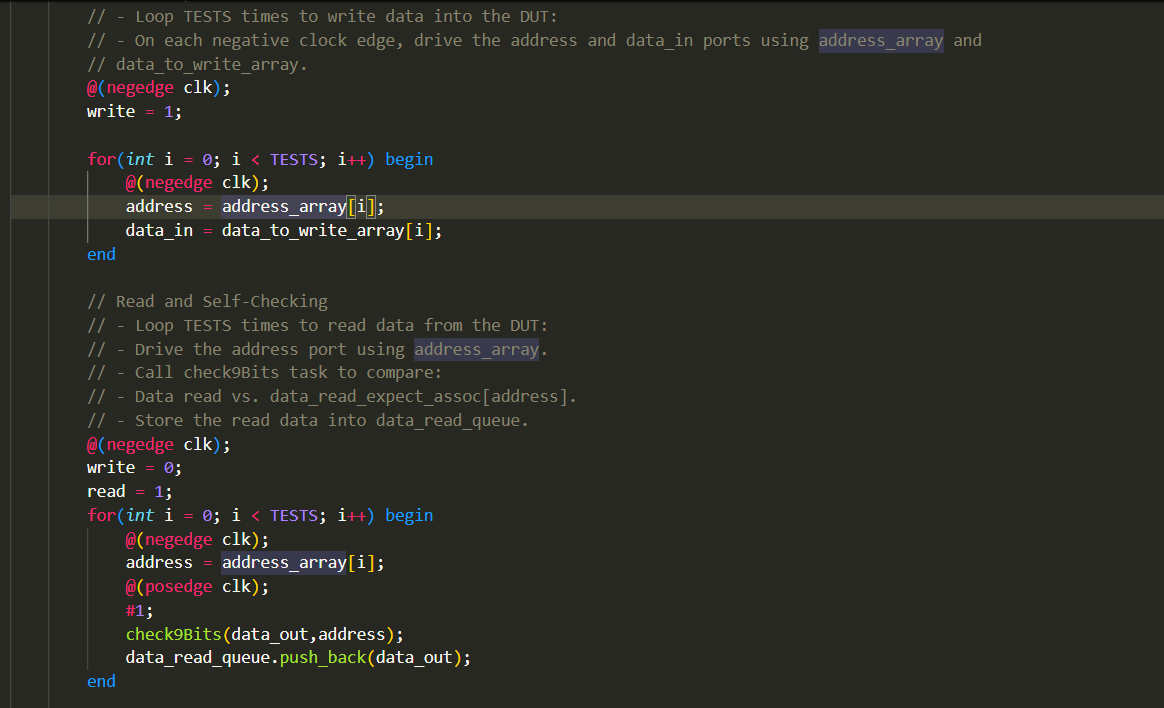 // - Loop TESTS times to write data into the DUT:
// - On each negative clock edge, drive the address and data_in ports using address_array and
// data_to_write_array.
@(negedge clk);
write = 1;
for(int i = 0; i < TESTS; i++) begin
@(negedge clk);
address = address_array[i];
data_in = data_to_write_array[i];
end
// Read and Self-Checking
// - Loop TESTS times to read data from the DUT:
// - Drive the address port using address_array.
// - Call check9Bits task to compare:
// - Data read vs. data_read_expect_assoc[address].
// - Store the read data into data_read_queue.
@(negedge clk);
write = 0;
read = 1;
for(int i = 0; i < TESTS; i++) begin
@(negedge clk);
address = address_array[i];
@(posedge clk);
#1;
check9Bits(data_out,address);
data_read_queue.push_back(data_out);
end